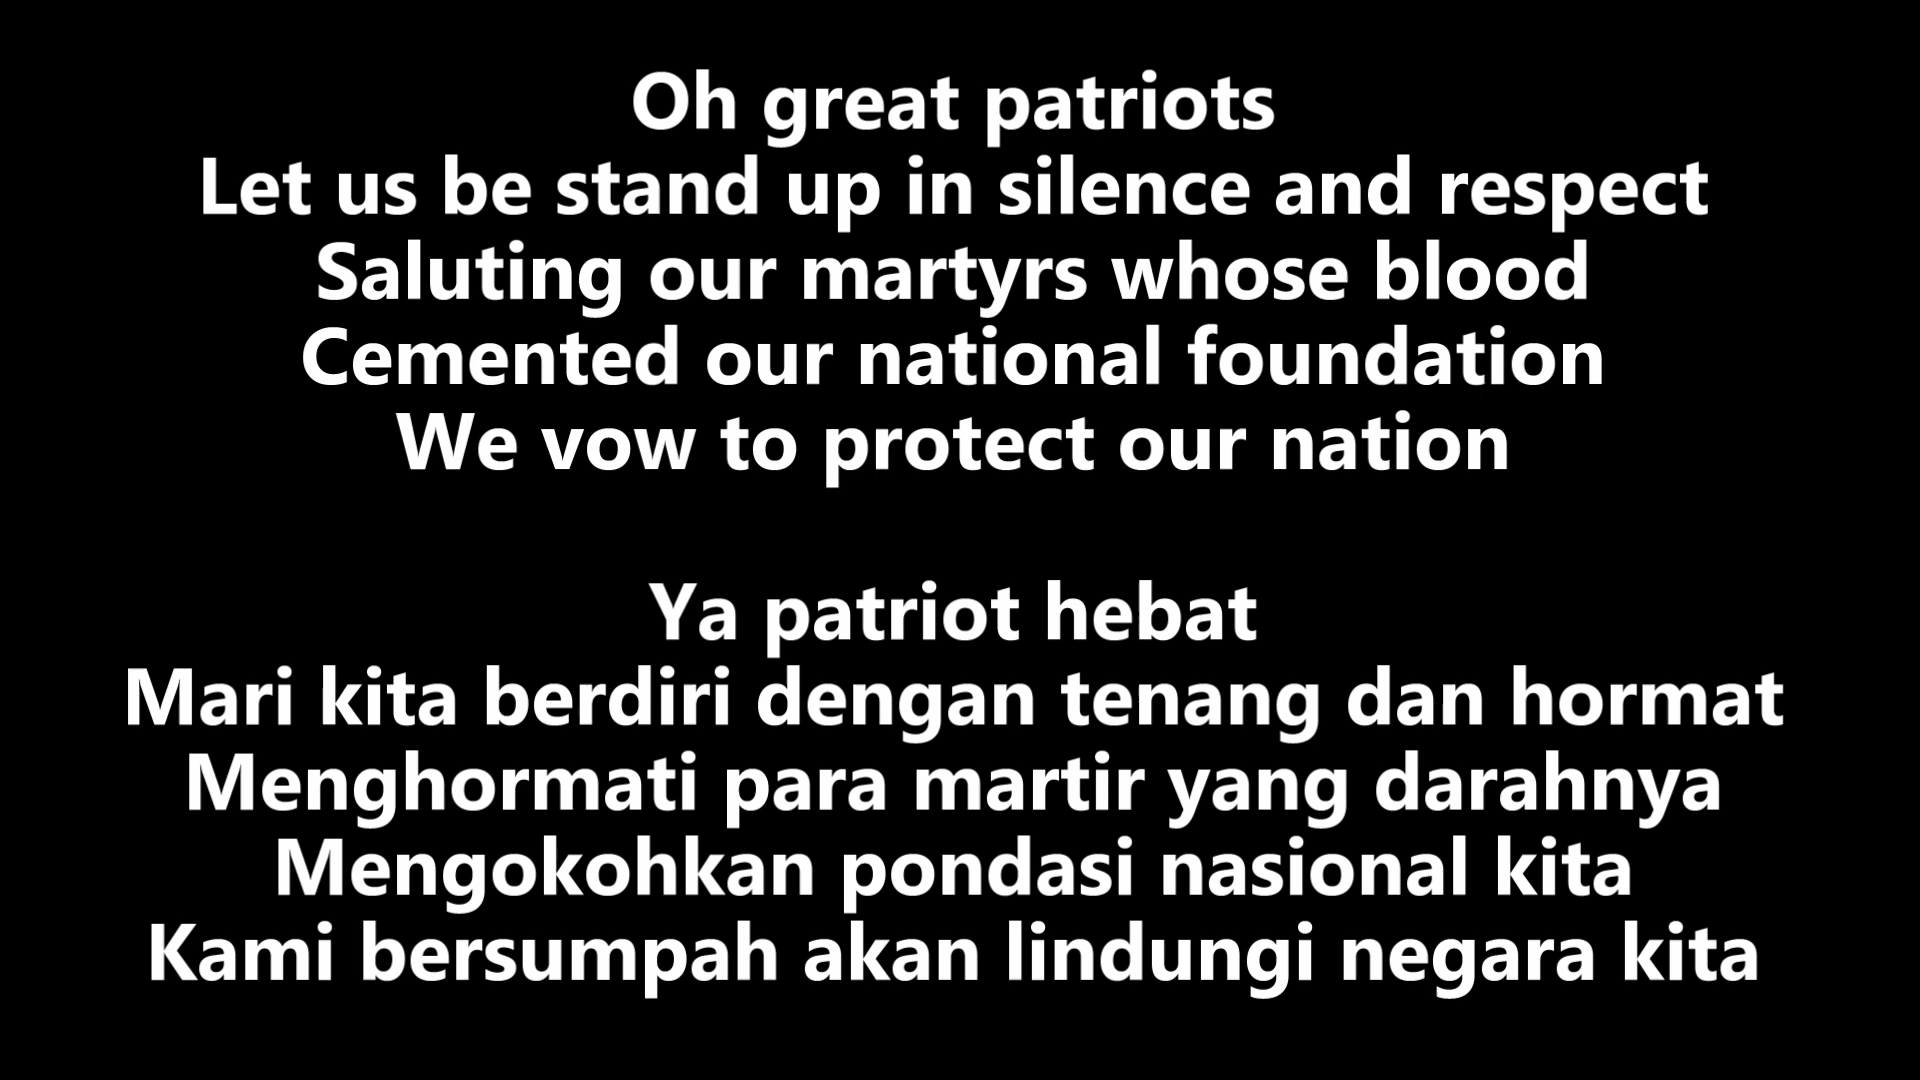 Oh great patriots
Let us be stand up in silence and respect
Saluting our martyrs whose blood
Cemented our national foundation
We vow to protect our nation
Ya patriot hebat
Mari kita berdiri dengan tenang dan hormat
Menghormati para martir yang darahnya
Mengokohkan pondasi nasional kita
Kami bersumpah akan lindungi negara kita